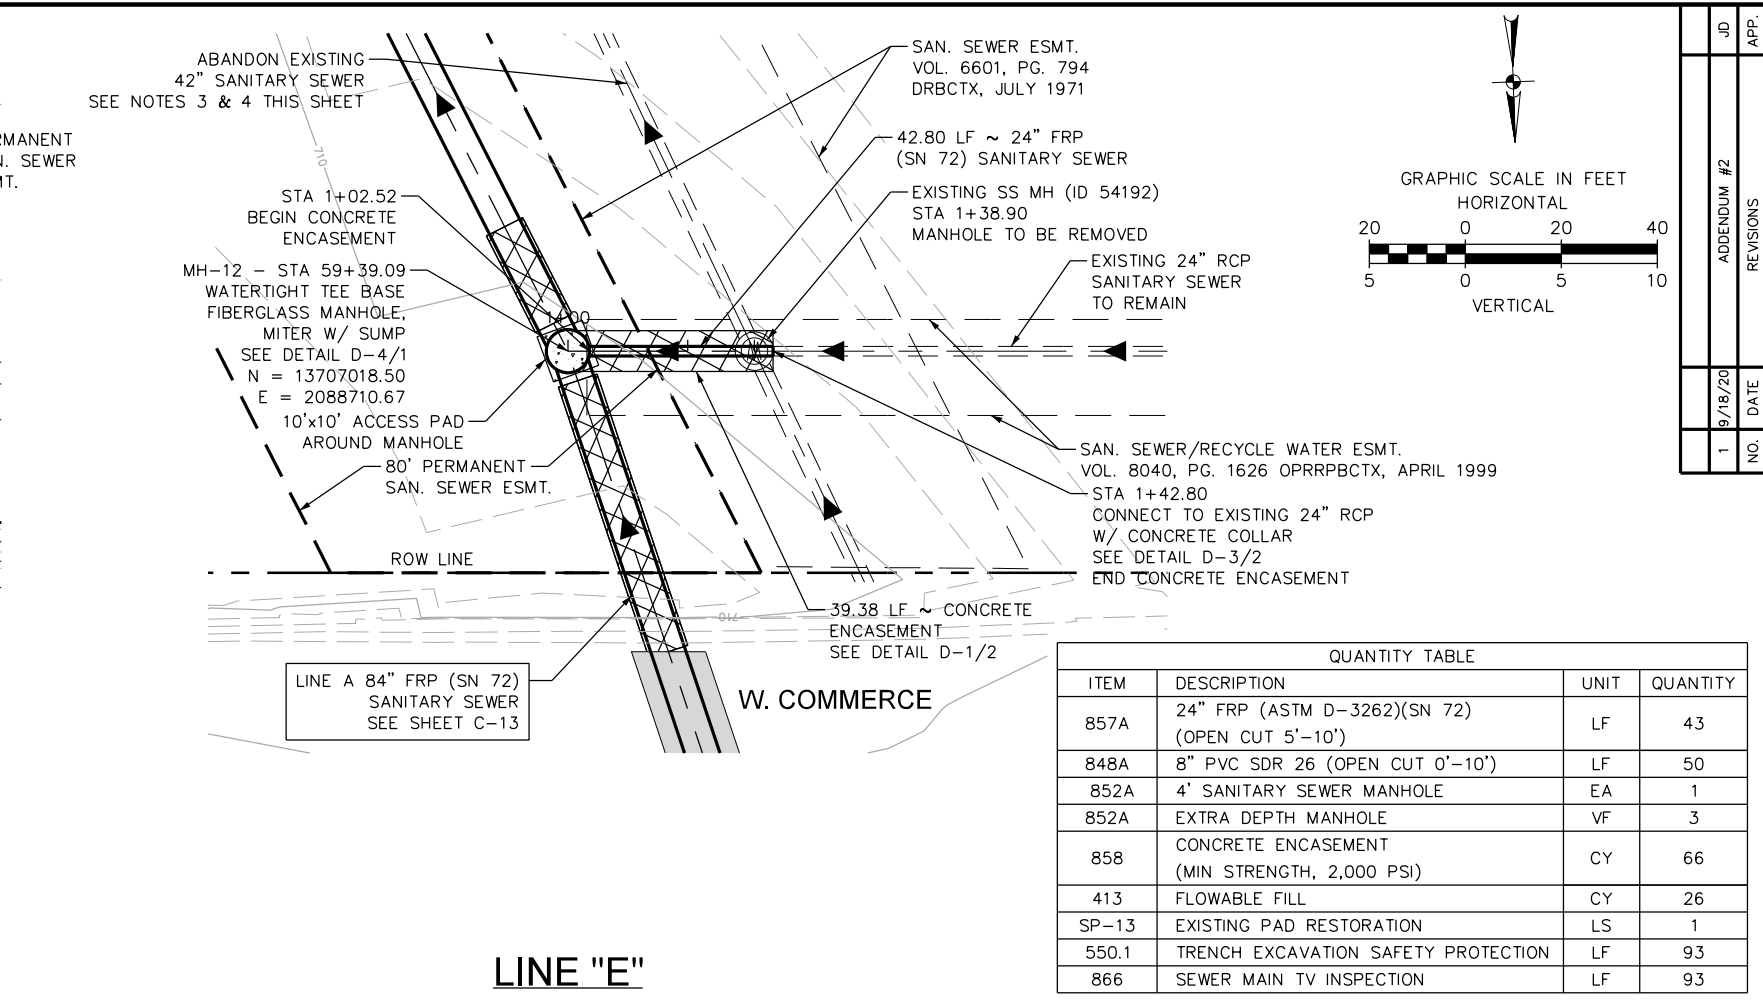 RMANENT
N. SEWER
MT.
ABANDON EXISTING
42" SANITARY SEWER
SEE NOTES 3 & 4 THIS SHEET
710
STA 1+02.52
BEGIN CONCRETE
ENCASEMENT
MH-12 - STA 59+39.09
WATERTIGHT TEE BASE
FIBERGLASS MANHOLE,
MITER W/ SUMP
SEE DETAIL D-4/1
N = 13707018.50
E = 2088710.67
10'x10' ACCESS PAD
AROUND MANHOLE
80' PERMANENT
SAN. SEWER ESMT.
ROW LINE
LINE A 84" FRP (SN 72)
SANITARY SEWER
SEE SHEET C-13
SAN. SEWER ESMT.
VOL. 6601, PG. 794
DRBCTX, JULY 1971
42.80 LF ~ 24" FRP
(SN 72) SANITARY SEWER
EXISTING SS MH (ID 54192)
STA 1+38.90
MANHOLE TO BE REMOVED
EXISTING 24" RCP
SANITARY SEWER
TO REMAIN
SAN. SEWER/RECYCLE WATER ESMT.
VOL. 8040, PG. 1626 OPRRPBCTX, APRIL 1999
STA 1+42.80
CONNECT TO EXISTING 24" RCP
W/ CONCRETE COLLAR
SEE DETAIL D-3/2
END CONCRETE ENCASEMENT
39.38 LF ~ CONCRETE
ENCASEMENT
SEE DETAIL D-1/2
710
W. COMMERCE
GRAPHIC SCALE IN FEET
HORIZONTAL
20 0 20 40
5 0 5 10
VERTICAL
JD APP.
ADDENDUM #2 REVISIONS
9/18/20 DATE
1 NO.
QUANTITY TABLE
ITEM DESCRIPTION UNIT QUANTITY
857A 24" FRP (ASTM D-3262)(SN 72) LF 43
(OPEN CUT 5'-10')
848A 8" PVC SDR 26 (OPEN CUT 0'-10') LF 50
852A 4' SANITARY SEWER MANHOLE EA 1
852A EXTRA DEPTH MANHOLE VF 3
858 CONCRETE ENCASEMENT CY 66
(MIN STRENGTH, 2,000 PSI)
413 FLOWABLE FILL CY 26
SP-13 EXISTING PAD RESTORATION LS 1
550.1 TRENCH EXCAVATION SAFETY PROTECTION LF 93
866 SEWER MAIN TV INSPECTION LF 93
LINE "E"